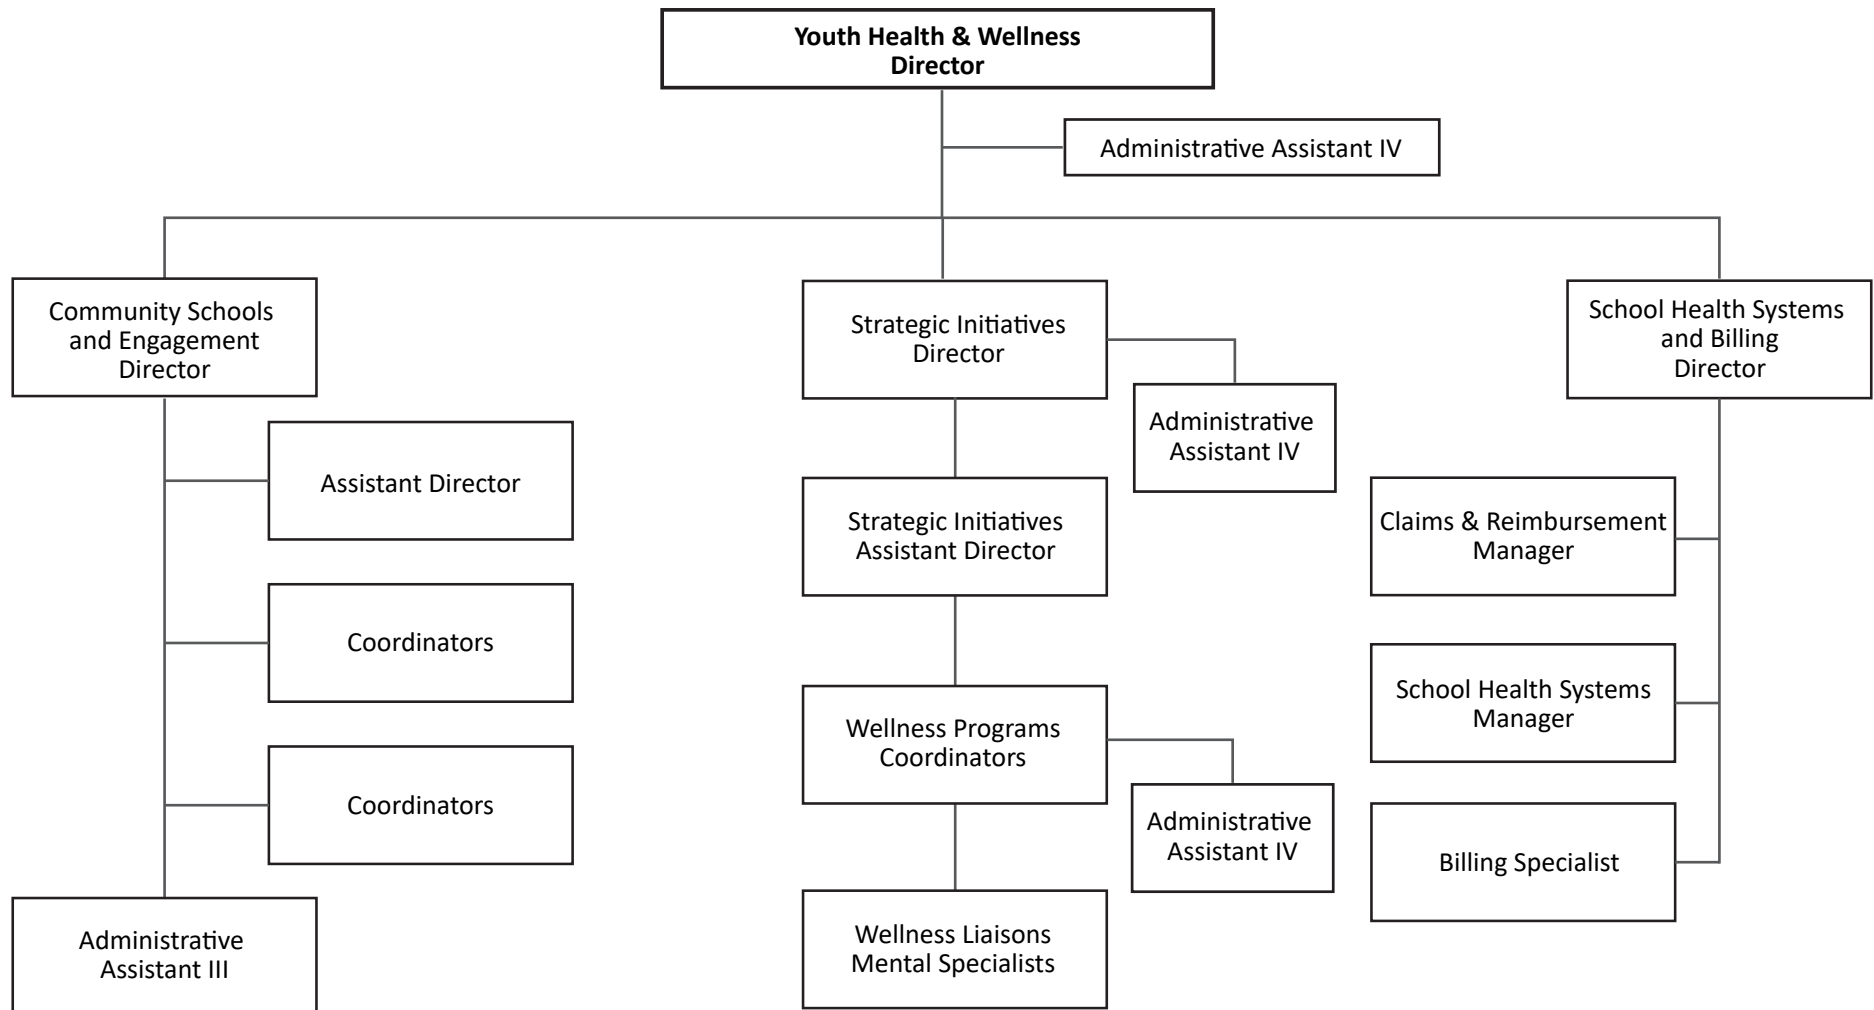 Youth Health & Wellness
Director
Administrative Assistant IV
Community Schools
and Engagement
Director
Assistant Director
Coordinators
Coordinators
Administrative
Assistant III
Strategic Initiatives
Director
Administrative
Assistant IV
Strategic Initiatives
Assistant Director
Wellness Programs
Coordinators
Administrative
Assistant IV
Wellness Liaisons
Mental Specialists
School Health Systems
and Billing
Director
Claims & Reimbursement
Manager
School Health Systems
Manager
Billing Specialist